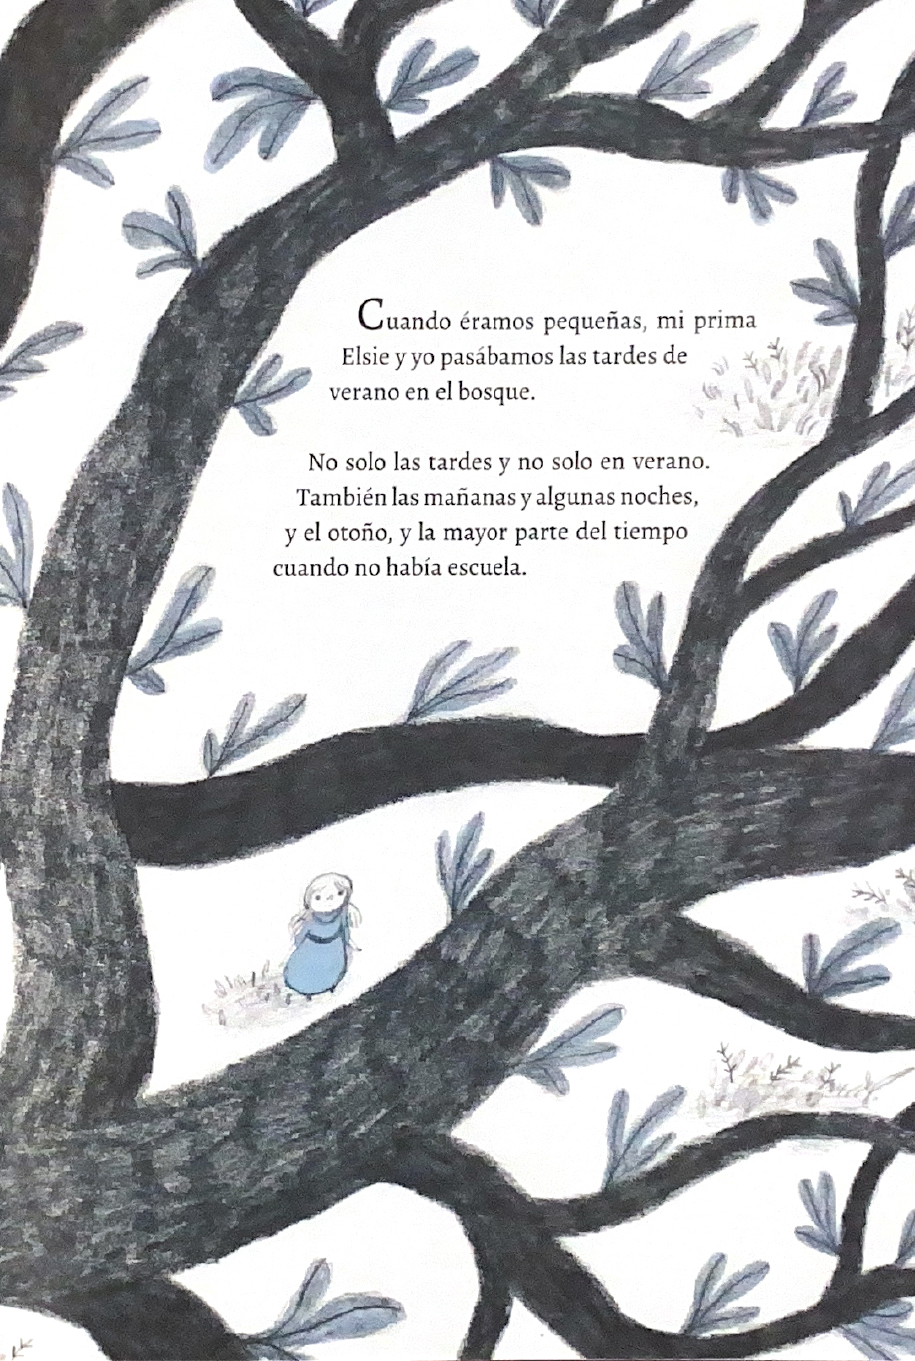 Cuando éramos pequeñas, mi prima
Elsie y yo pasábamos las tardes de
verano en el bosque.
No solo las tardes y no solo en verano.
También las mañanas y algunas noches,
y el otoño, y la mayor parte del tiempo
cuando no había escuela.